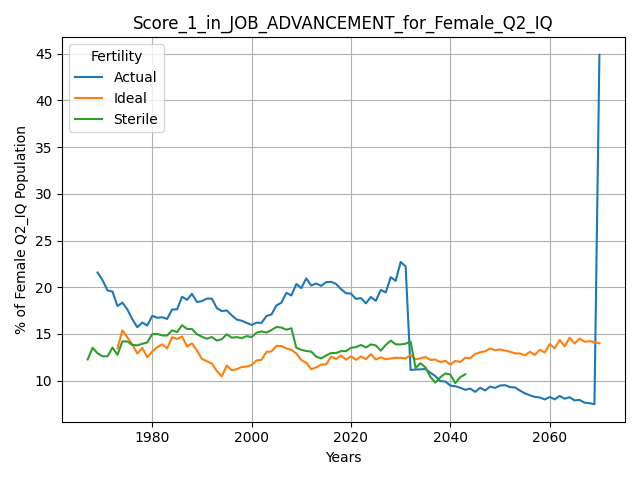 Score_1_in_JOB_ADVANCEMENT_for_Female_Q2_IQ
% of Female Q2_IQ Population
45
40
35
30
25
20
15
10
Fertility
Actual
Ideal
Sterile
1980 2000 2020 2040 2060
Years